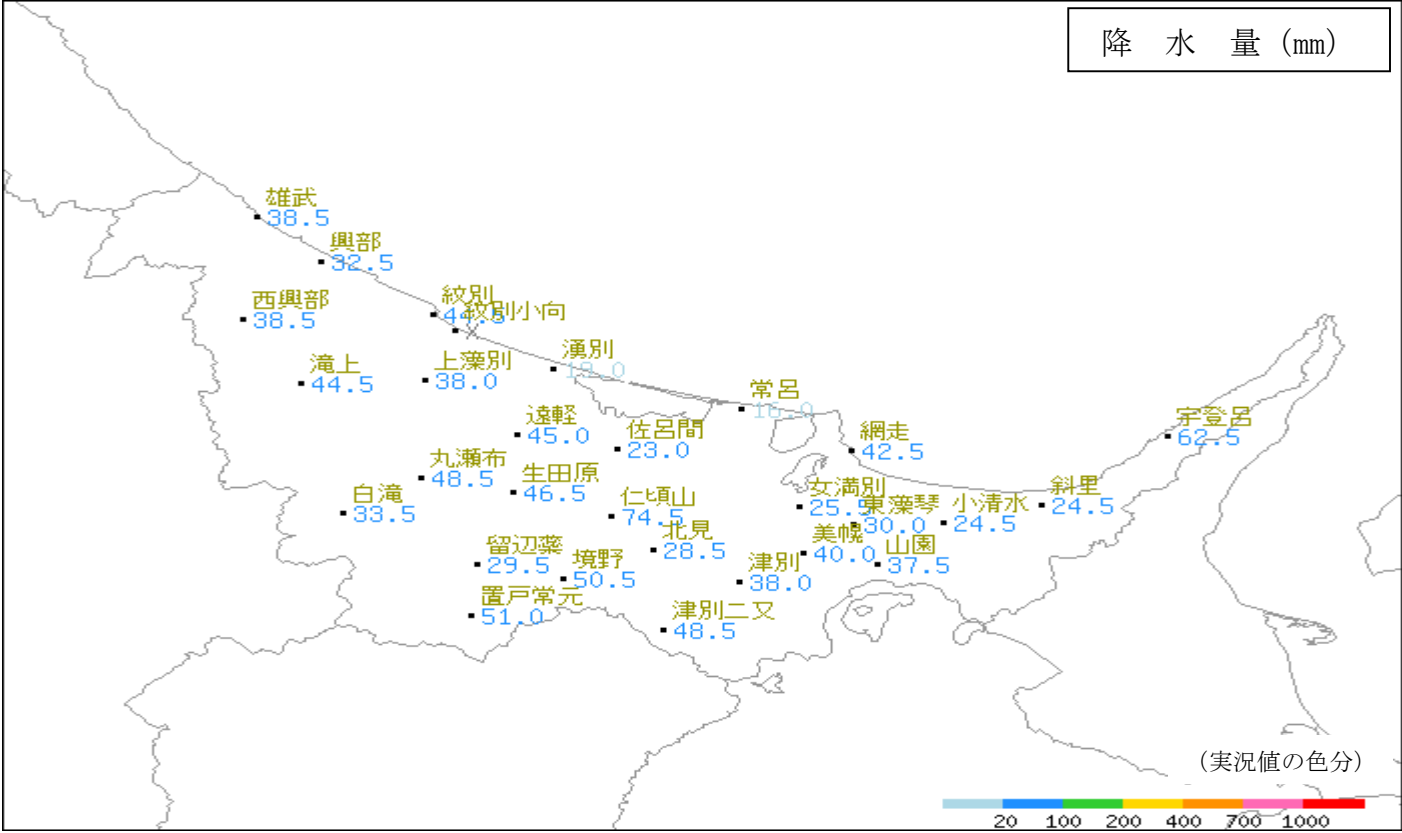 降 水 量 (mm)
雄武
38.5
興部
32.5
西興部
38.5
紋別
44.5
紋別小向
滝上
44.5
上藻別
38.0
湧別
19.0
常呂
16.0
遠軽
45.0
佐呂間
23.0
網走
42.5
宇登呂
62.5
丸瀬布
48.5
生田原
46.5
白滝
33.5
仁頃山
74.5
女満別
25.5
東藻琴
30.0
小清水
24.5
斜里
24.5
北見
28.5
美幌
40.0
山園
37.5
留辺蘂
29.5
境野
50.5
津別
38.0
置戸常元
51.0
津別二又
48.5
(実況値の色分)
20 100 200 400 700 1000